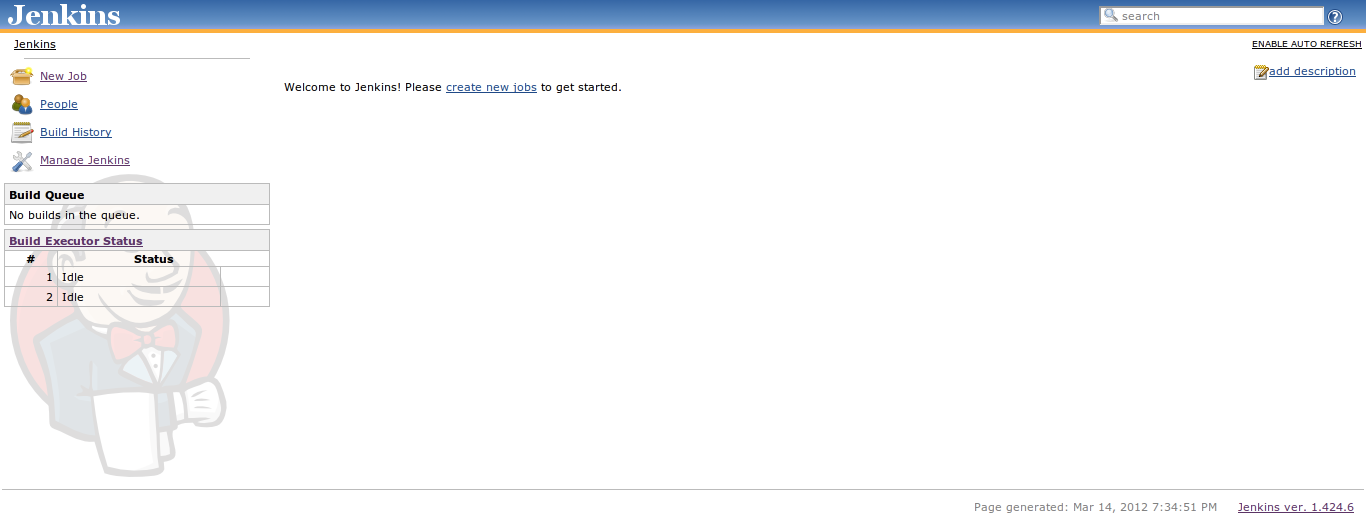 Jenkins
search
Jenkins
ENABLE AUTO REFRESH
New Job
People
Build History
Manage Jenkins
add description
Welcome to Jenkins! Please create new jobs to get started.
Build Queue
No builds in the queue.
Build Executor Status
# Status
1 Idle
2 Idle
Page generated: Mar 14, 2012 7:34:51 PM Jenkins ver. 1.424.6